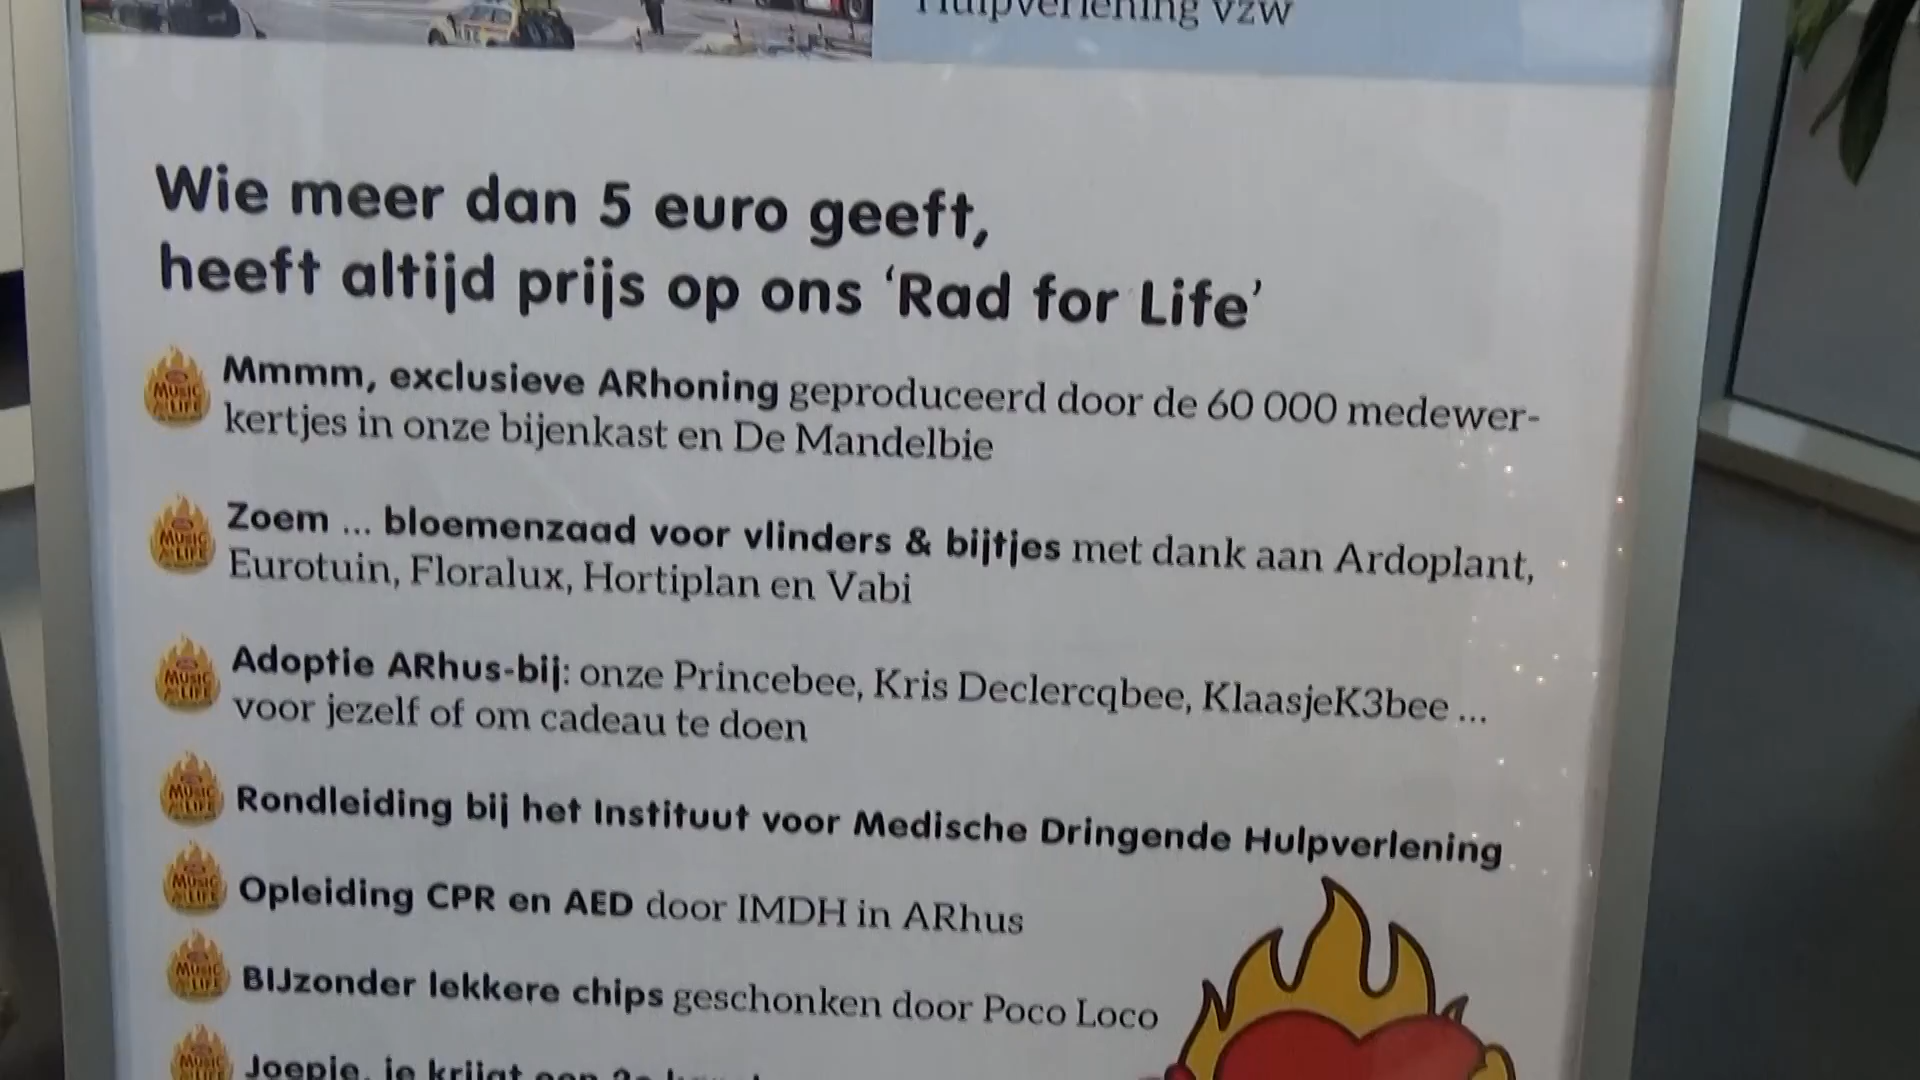 Hulpverlening vzw
Wie meer dan 5 euro geeft,
heeft altijd prijs op ons ‘Rad for Life’
Mmmm, exclusieve ARhoning geproduceerd door de 60 000 medewer-
kertjes in onze bijenkast en De Mandelbie
Zoem ... bloemenzaad voor vlinders & bijtjes met dank aan Ardoplant,
Eurotuin, Floralux, Hortiplan en Vabi
Adoptie ARhus-bij: onze Princebee, Kris Declercqbee, KlaasjeK3bee ...
voor jezelf of om cadeau te doen
Rondleiding bij het Instituut voor Medische Dringende Hulpverlening
Opleiding CPR en AED door IMDH in ARhus
BIJzonder lekkere chips geschonken door Poco Loco
Joepie, je krijgt een 2e